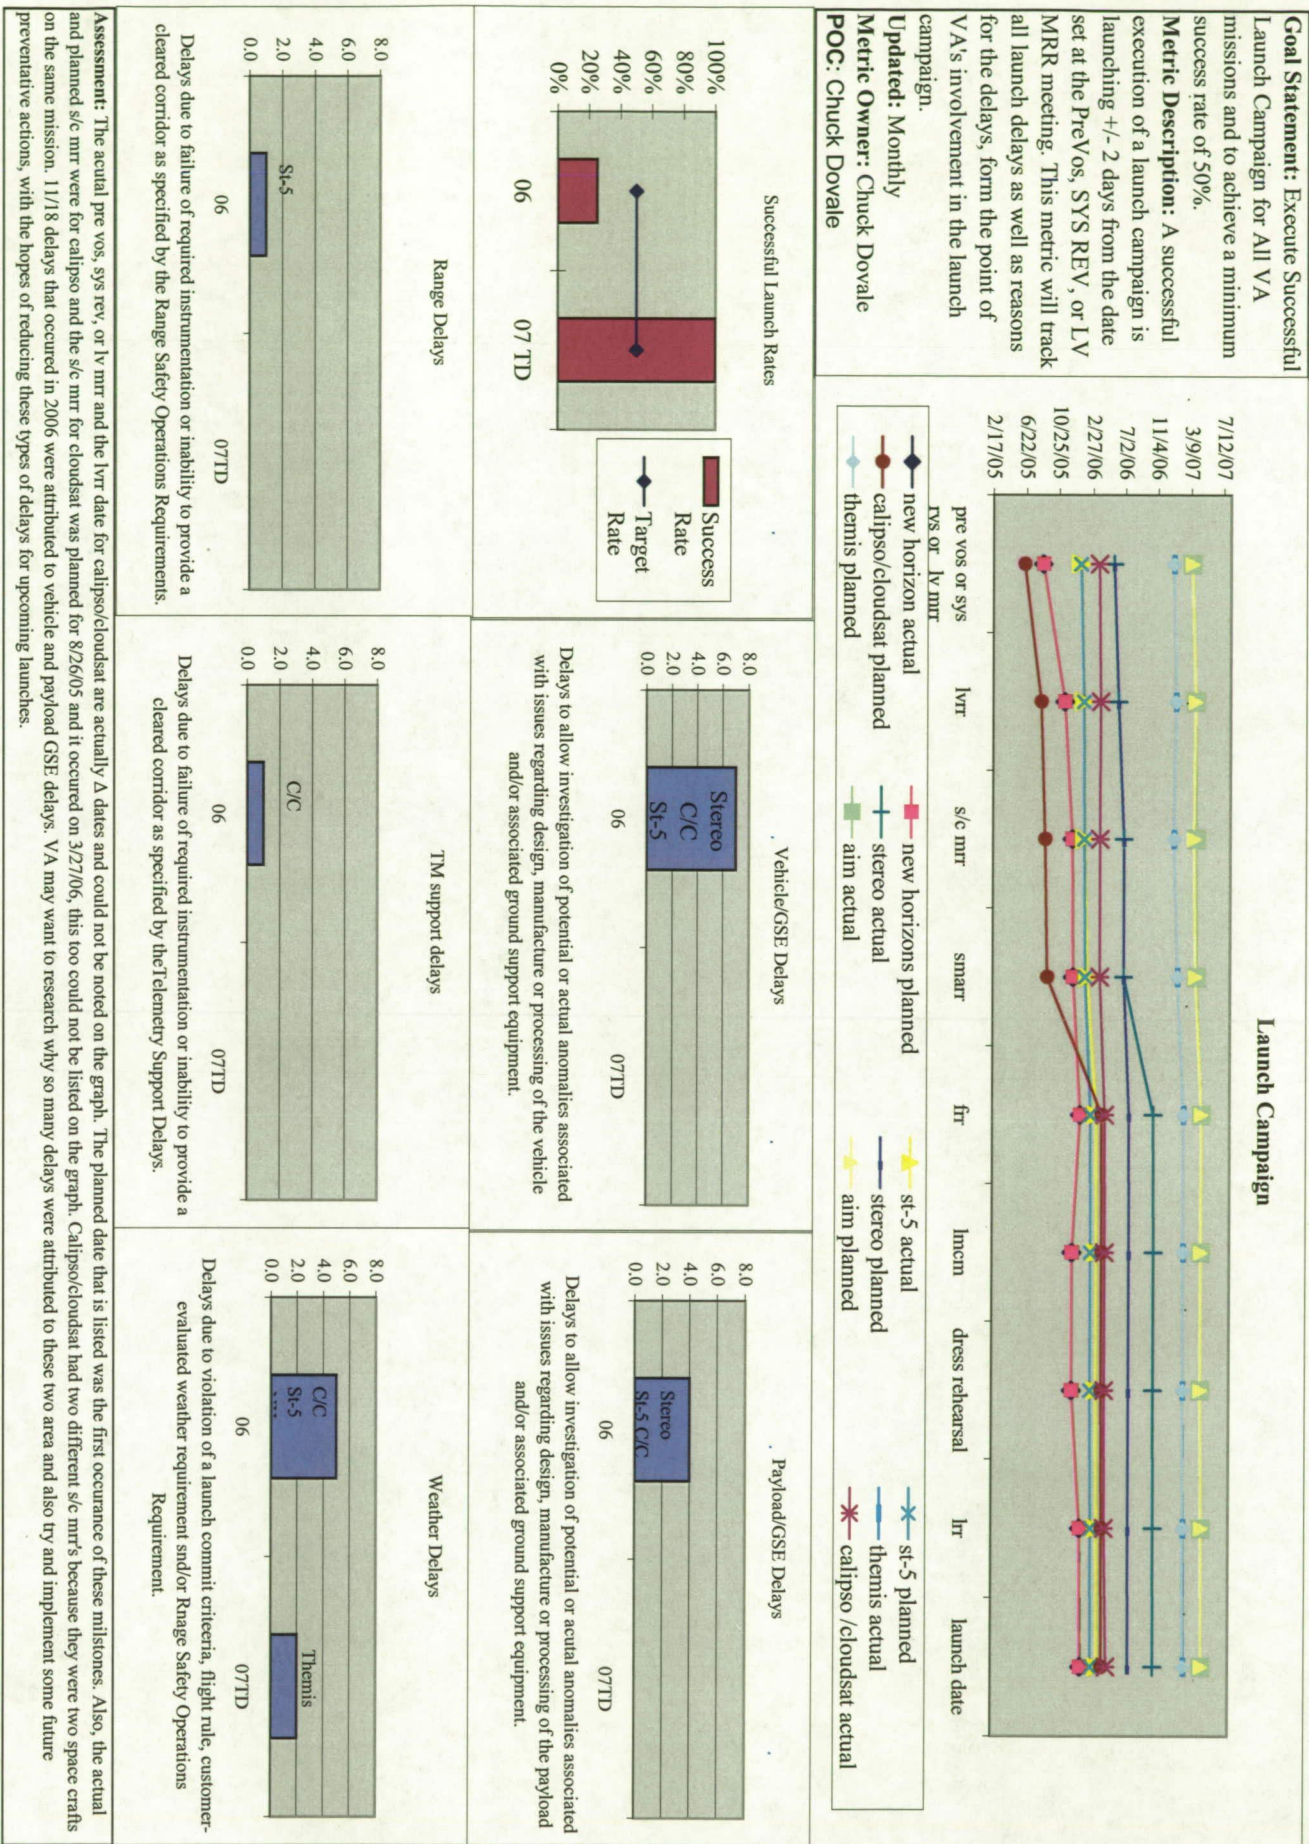 Goal Statement: Execute Successful
Launch Campaign for All VA
missions and to achieve a minimum
success rate of 50%.
Metric Description: A successful
execution of a launch campaign is
launching +/- 2 days from the date
set at the PreVos, SYS REV, or LV
MRR meeting. This metric will track
all launch delays as well as reasons
for the delays, form the point of
VA's involvement in the launch
campaign.
Updated: Monthly
Metric Owner: Chuck Dovale
POC: Chuck Dovale
Launch Campaign
7/12/07
3/9/07
11/4/06
7/2/06
2/27/06
10/25/05
6/22/05
2/17/05
pre vos or sys
rvs or lv mrr
lvrr
s/c mrr
smarr
frr
lmcm
dress rehearsal
lrr
launch date
new horizon actual
new horizons planned
st-5 actual
st-5 planned
calipso/cloudsat planned
stereo actual
stereo planned
themis actual
themis planned
aim actual
aim planned
calipso /cloudsat actual
Successful Launch Rates
100%
80%
60%
40%
20%
0%
06
07 TD
Success
Rate
Target
Rate
Vehicle/GSE Delays
8.0
6.0
4.0
2.0
0.0
Stereo
C/C
St-5
06
07TD
Delays to allow investigation of potential or actual anomalies associated
with issues regarding design, manufacture or processing of the vehicle
and/or associated ground support equipment.
Payload/GSE Delays
8.0
6.0
4.0
2.0
0.0
Stereo
St-5 C/C
06
07TD
Delays to allow investigation of potential or acutal anomalies associated
with issues regarding design, manufacture or processing of the payload
and/or associated ground support equipment.
Range Delays
8.0
6.0
4.0
2.0
0.0
St-5
06
07TD
Delays due to failure of required instrumentation or inability to provide a
cleared corridor as specified by the Range Safety Operations Requirements.
TM support delays
8.0
6.0
4.0
2.0
0.0
C/C
06
07TD
Delays due to failure of required instrumentation or inability to provide a
cleared corridor as specified by theTelemetry Support Delays.
Weather Delays
8.0
6.0
4.0
2.0
0.0
C/C
St-5
Themis
06
07TD
Delays due to violation of a launch commit criteeria, flight rule, customer-
evaluated weather requirement snd/or Rnage Safety Operations
Requirement.
Assessment: The acutal pre vos, sys rev, or lv mrr and the lvrr date for calipso/cloudsat are actually Δ dates and could not be noted on the graph. The planned date that is listed was the first occurance of these milstones. Also, the actual
and planned s/c mrr were for calipso and the s/c mrr for cloudsat was planned for 8/26/05 and it occured on 3/27/06, this too could not be listed on the graph. Calipso/cloudsat had two different s/c mrr's because they were two space crafts
on the same mission. 11/18 delays that occured in 2006 were attributed to vehicle and payload GSE delays. VA may want to research why so many delays were attributed to these two area and also try and implement some future
preventative actions, with the hopes of reducing these types of delays for upcoming launches.